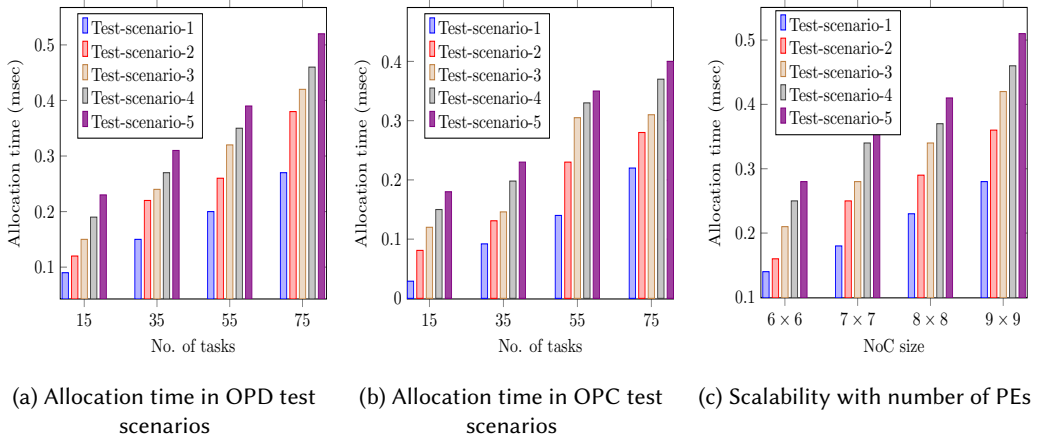 Test-scenario-1
Test-scenario-2
Test-scenario-3
Test-scenario-4
Test-scenario-5
0.5
0.4
0.3
0.2
0.1
Allocation time (msec)
15 35 55 75
No. of tasks
(a) Allocation time in OPD test
scenarios
Test-scenario-1
Test-scenario-2
Test-scenario-3
Test-scenario-4
Test-scenario-5
0.4
0.3
0.2
0.1
0
Allocation time (msec)
15 35 55 75
No. of tasks
(b) Allocation time in OPC test
scenarios
Test-scenario-1
Test-scenario-2
Test-scenario-3
Test-scenario-4
Test-scenario-5
0.5
0.4
0.3
0.2
0.1
Allocation time (msec)
6 × 6 7 × 7 8 × 8 9 × 9
NoC size
(c) Scalability with number of PEs